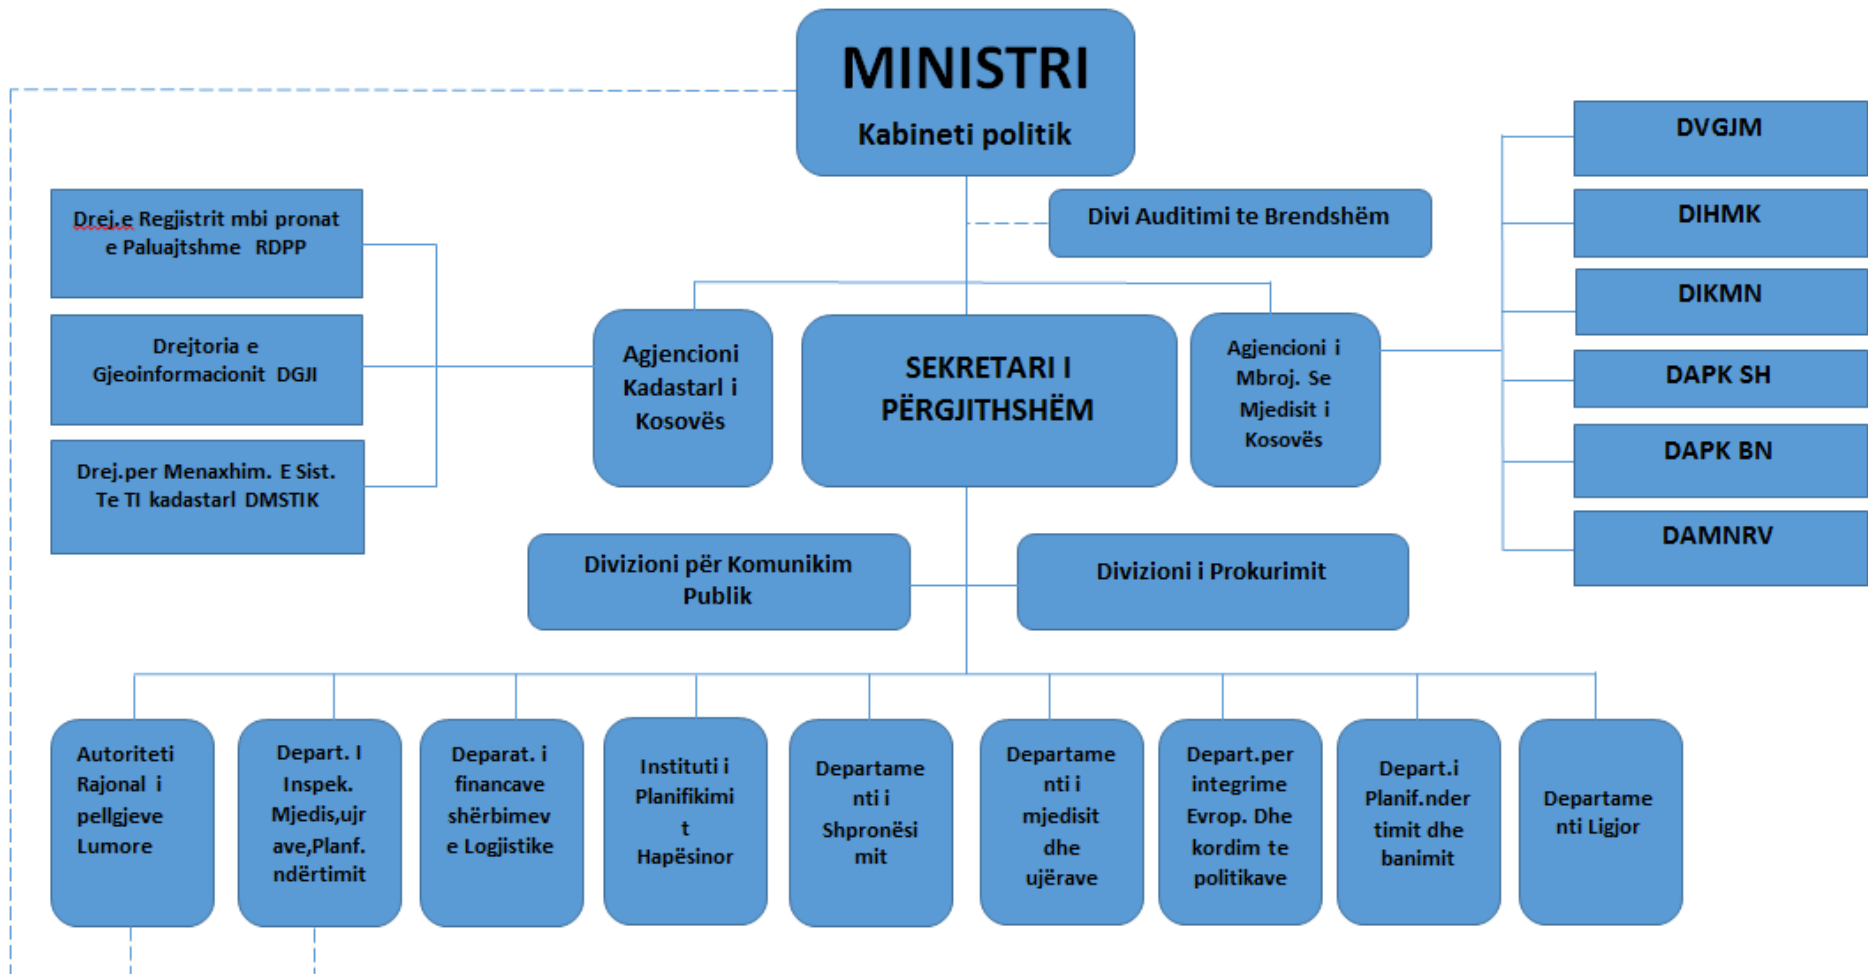 MINISTRI
Kabineti politik
DVGJM
DIHMK
DIKMN
DAPK SH
DAPK BN
DAMNRV
Divi Auditimi te Brendshëm
Drej.e Regjistrit mbi pronat
e Paluajtshme RDPP
Drejtoria e
Gjeoinformacionit DGJI
Drej.per Menaxhim. E Sist.
Te TI kadastarl DMSTIK
Agjencioni
Kadastarl i
Kosovës
SEKRETARI I
PËRGJITHSHËM
Agjencioni i
Mbroj. Se
Mjedisit i
Kosovës
Divizioni për Komunikim
Publik
Divizioni i Prokurimit
Autoriteti
Rajonal i
pellgjeve
Lumore
Depart. I
Inspek.
Mjedis,ujr
ave,Planf.
ndërtimit
Deparat. i
financave
shërbimev
e Logjistike
Instituti i
Planifikimi
t
Hapësinor
Departame
nti i
Shpronësi
mit
Departame
nti i
mjedisit
dhe
ujërave
Depart.per
integrime
Evrop. Dhe
kordim te
politikave
Depart.i
Planif.nder
timit dhe
banimit
Departame
nti Ligjor